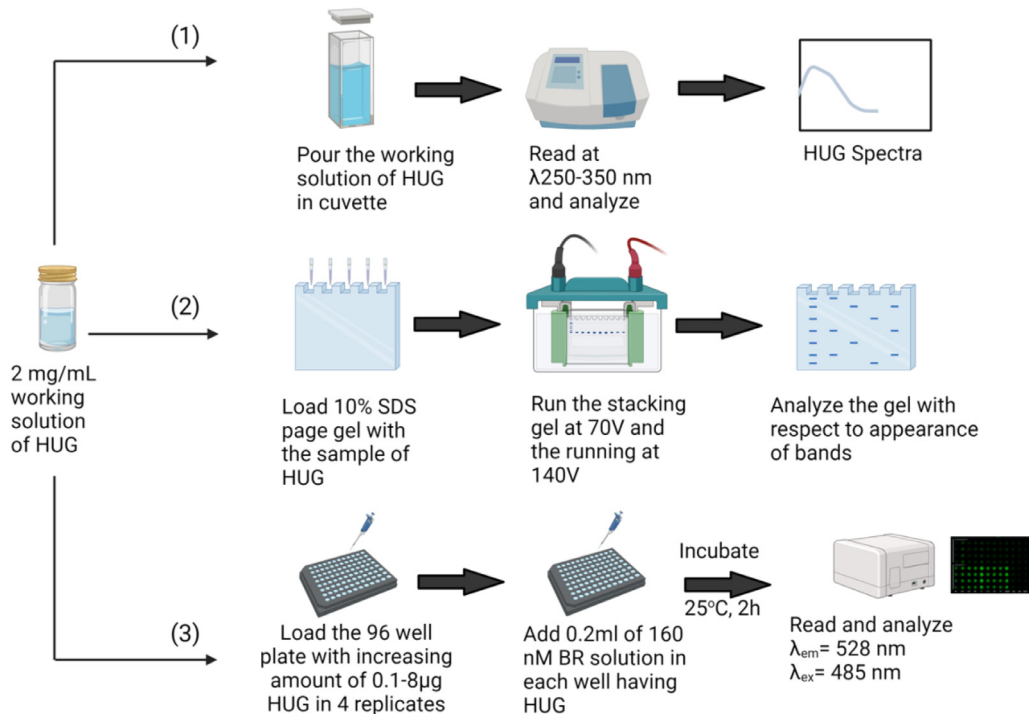 (1)
Pour the working
solution of HUG
in cuvette
Read at
λ250-350 nm
and analyze
HUG Spectra
2 mg/mL
working
solution
of HUG
(2)
Load 10% SDS
page gel with
the sample of
HUG
Run the stacking
gel at 70V and
the running at
140V
Analyze the gel with
respect to appearance
of bands
(3)
Load the 96 well
plate with increasing
amount of 0.1-8µg
HUG in 4 replicates
Add 0.2ml of 160
nM BR solution in
each well having
HUG
Incubate
25°C, 2h
Read and analyze
λem= 528 nm
λex= 485 nm